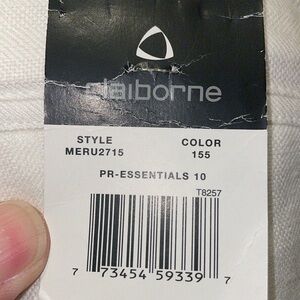 claiborne
STYLE COLOR
MERU2715 155
PR-ESSENTIALS 10
T8257
7 73454 59339 7